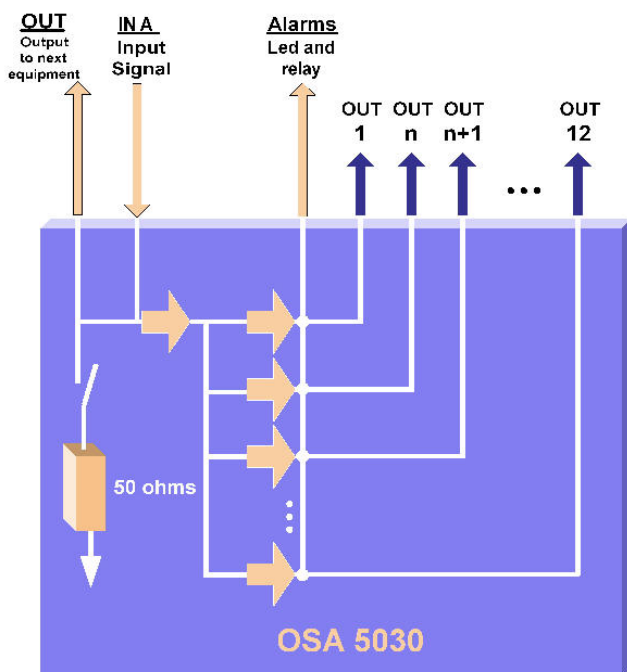 OUT
Output
to next
equipment
IN A
Input
Signal
Alarms
Led and
relay
OUT
1
OUT
n
OUT
n+1
...
OUT
12
50 ohms
OSA 5030